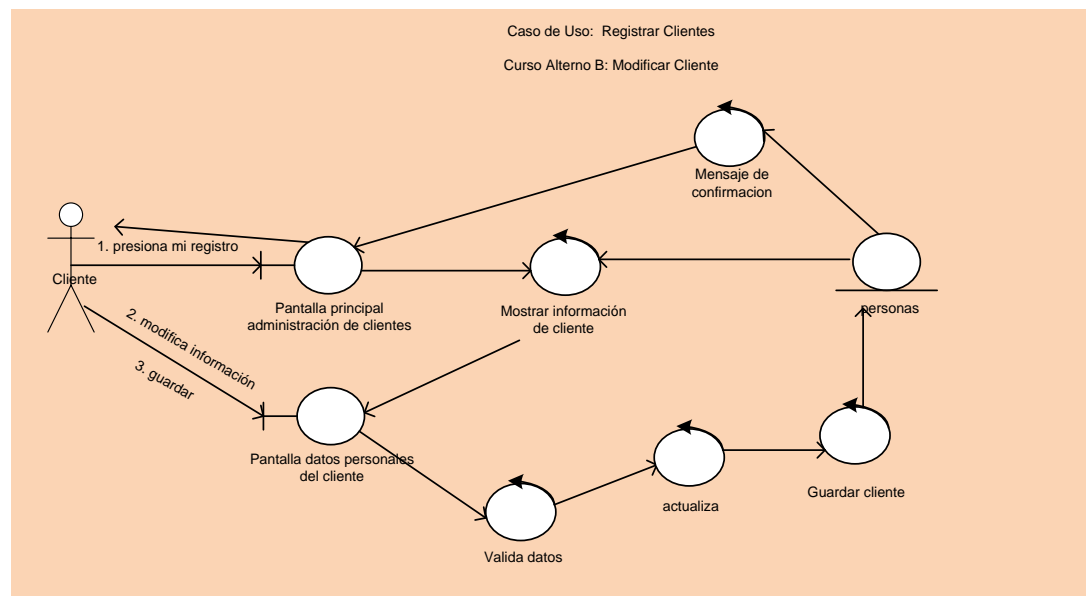 Caso de Uso:  Registrar Clientes
Curso Alterno B: Modificar Cliente
Mensaje de
confirmacion
1. presiona mi registro
Cliente
Pantalla principal
administración de clientes
Mostrar información
de cliente
personas
2. modifica información
3. guardar
Pantalla datos personales
del cliente
Valida datos
actualiza
Guardar cliente